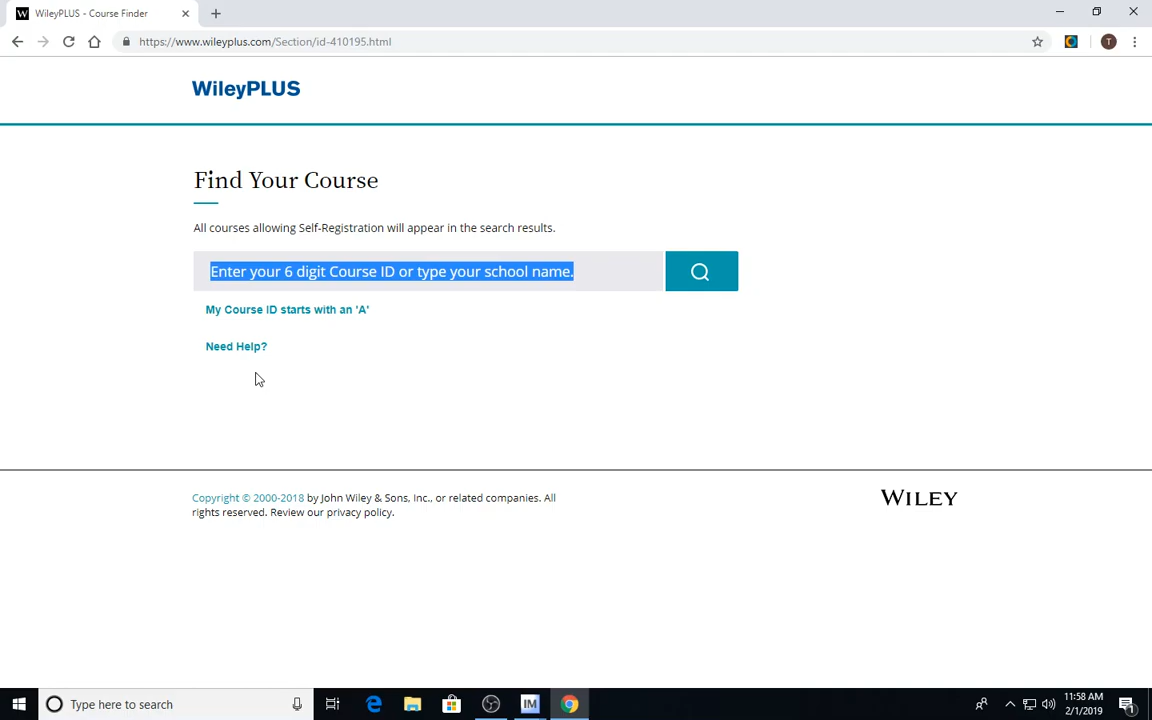 W WileyPLUS - Course Finder
https://www.wileyplus.com/Section/id-410195.html
T
WileyPLUS
Find Your Course
All courses allowing Self-Registration will appear in the search results.
Enter your 6 digit Course ID or type your school name.
My Course ID starts with an 'A'
Need Help?
Copyright © 2000-2018 by John Wiley & Sons, Inc., or related companies. All
rights reserved. Review our privacy policy.
WILEY
Type here to search
IM
11:58 AM
2/1/2019
1